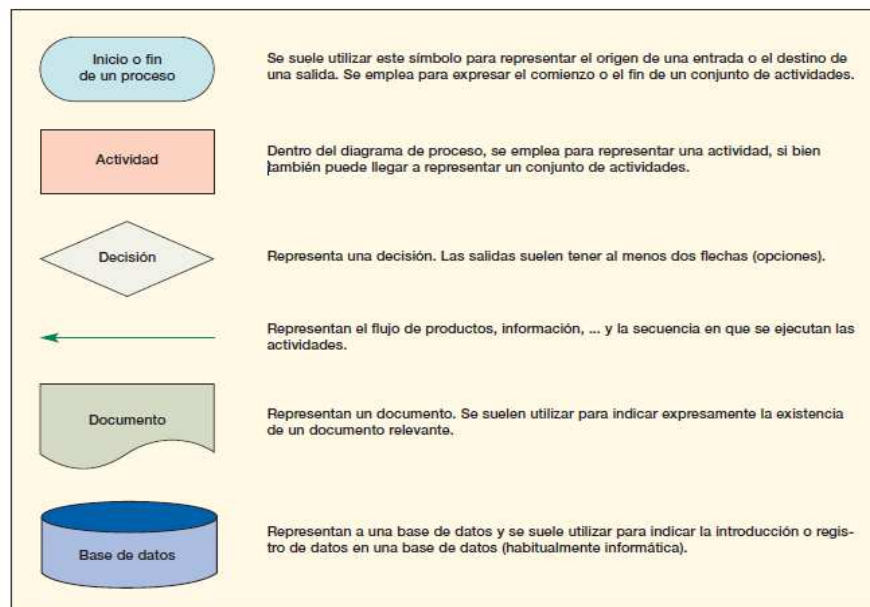 Inicio o fin
de un proceso
Se suele utilizar este símbolo para representar el origen de una entrada o el destino de
una salida. Se emplea para expresar el comienzo o el fin de un conjunto de actividades.
Actividad
Dentro del diagrama de proceso, se emplea para representar una actividad, si bien
también puede llegar a representar un conjunto de actividades.
Decisión
Representa una decisión. Las salidas suelen tener al menos dos flechas (opciones).
Representan el flujo de productos, información, ... y la secuencia en que se ejecutan las
actividades.
Documento
Representan un documento. Se suelen utilizar para indicar expresamente la existencia
de un documento relevante.
Base de datos
Representan a una base de datos y se suele utilizar para indicar la introducción o regis-
tro de datos en una base de datos (habitualmente informática).